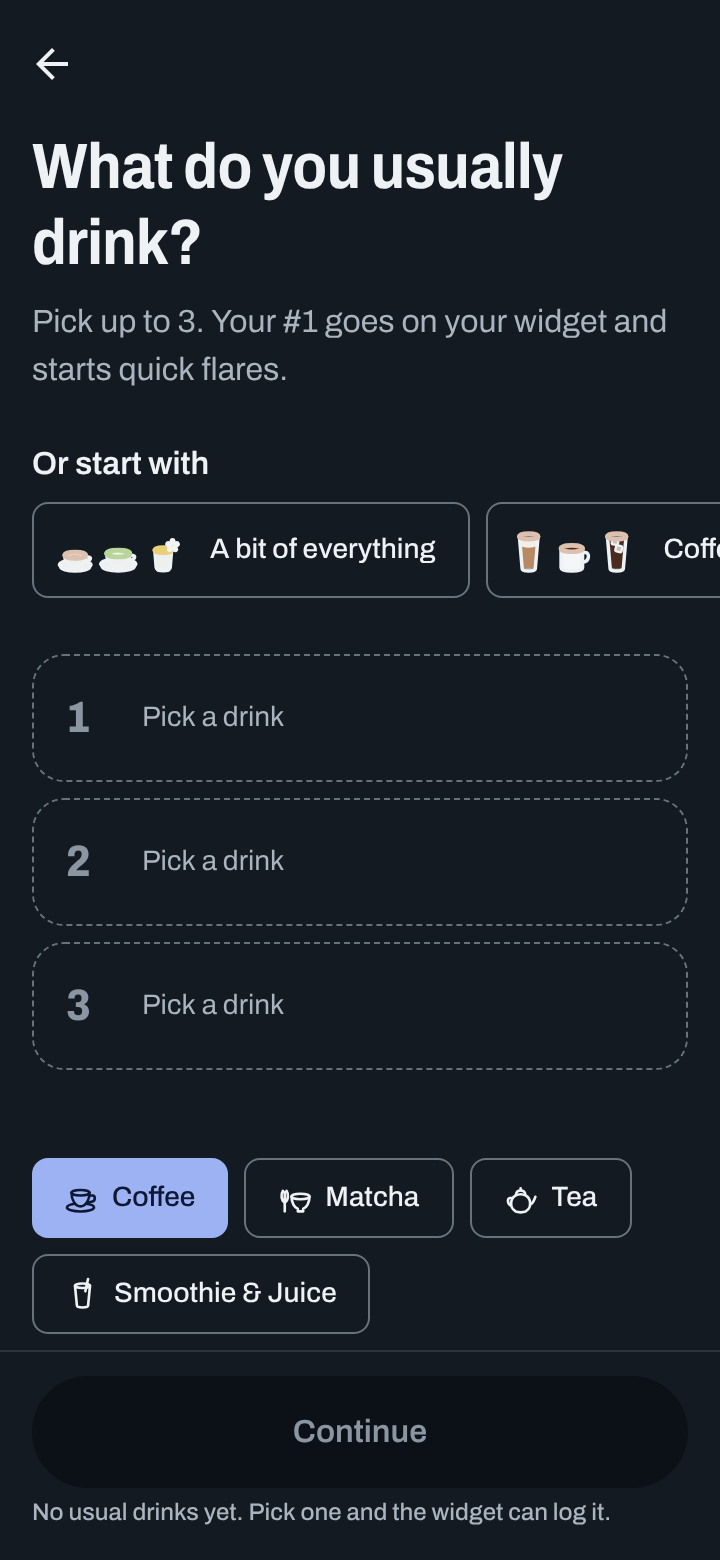 What do you usually
drink?
Pick up to 3. Your #1 goes on your widget and
starts quick flares.
Or start with
A bit of everything
Coffe
1 Pick a drink
2 Pick a drink
3 Pick a drink
Coffee Matcha Tea
Smoothie & Juice
Continue
No usual drinks yet. Pick one and the widget can log it.